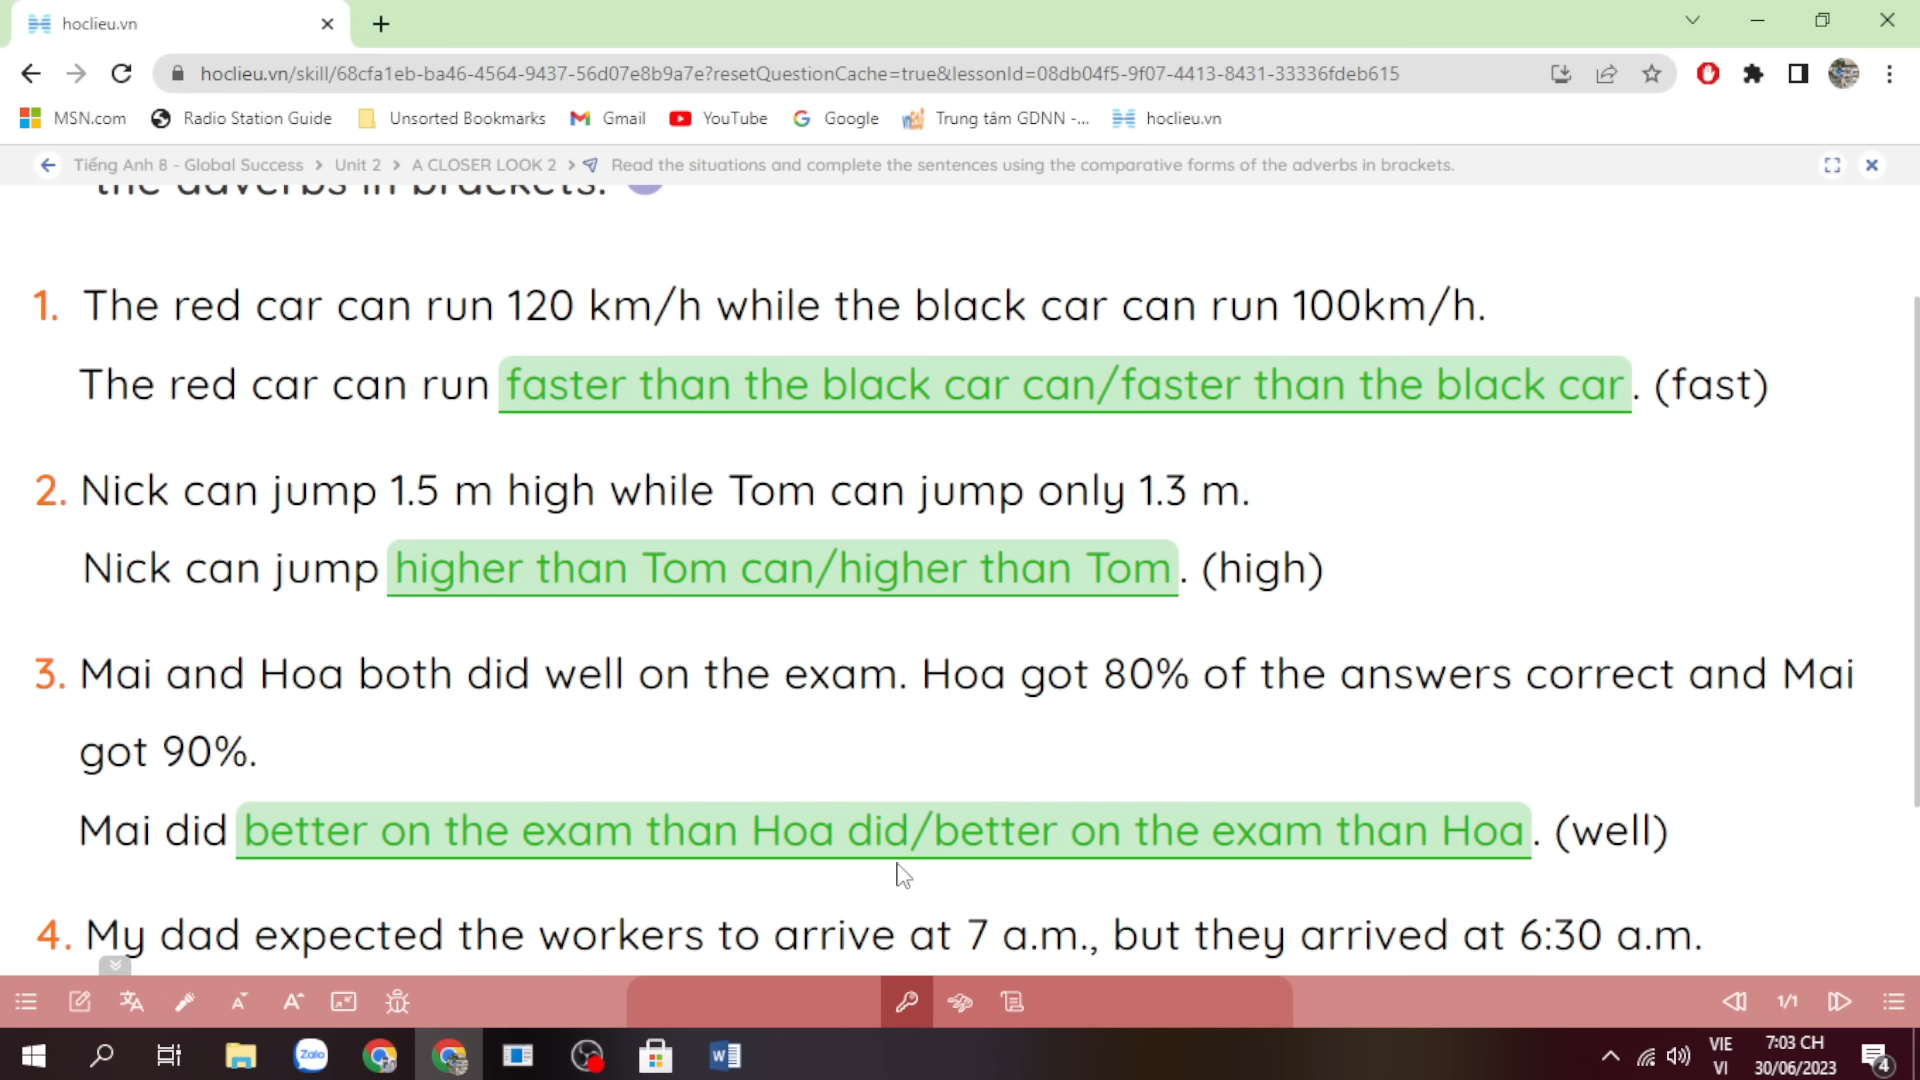 hoclieu.vn
hoclieu.vn/skill/68cfa1eb-ba46-4564-9437-56d07e8b9a7e?resetQuestionCache=true&lessonId=08db04f5-9f07-4413-8431-33336fdeb615
MSN.com Radio Station Guide Unsorted Bookmarks Gmail YouTube Google Trung tâm GDNN -... hoclieu.vn
Tiếng Anh 8 - Global Success > Unit 2 > A CLOSER LOOK 2 > Read the situations and complete the sentences using the comparative forms of the adverbs in brackets.
the adverbs in brackets.
1. The red car can run 120 km/h while the black car can run 100km/h.
The red car can run faster than the black car can/faster than the black car. (fast)
2. Nick can jump 1.5 m high while Tom can jump only 1.3 m.
Nick can jump higher than Tom can/higher than Tom. (high)
3. Mai and Hoa both did well on the exam. Hoa got 80% of the answers correct and Mai
got 90%.
Mai did better on the exam than Hoa did/better on the exam than Hoa. (well)
4. My dad expected the workers to arrive at 7 a.m., but they arrived at 6:30 a.m.
1/1
Zalo
VIE
VI
7:03 CH
30/06/2023
4